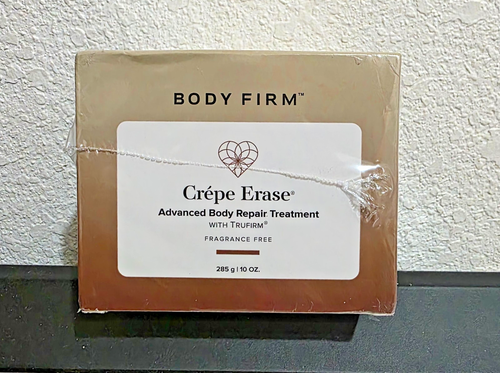 BODY FIRM™
Crépe Erase®
Advanced Body Repair Treatment
WITH TRUFIRM®
FRAGRANCE FREE
285 g | 10 OZ.